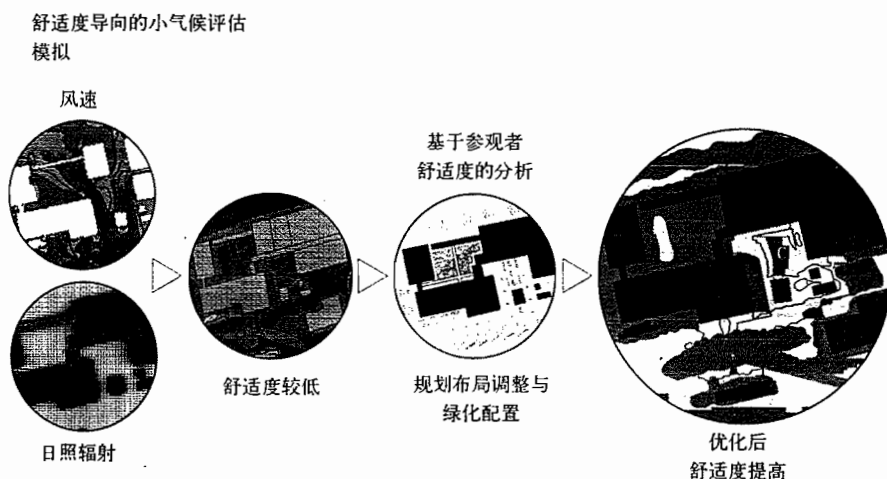 舒适度导向的小气候评估
模拟
风速
日照辐射
舒适度较低
基于参观者
舒适度的分析
规划布局调整与
绿化配置
优化后
舒适度提高